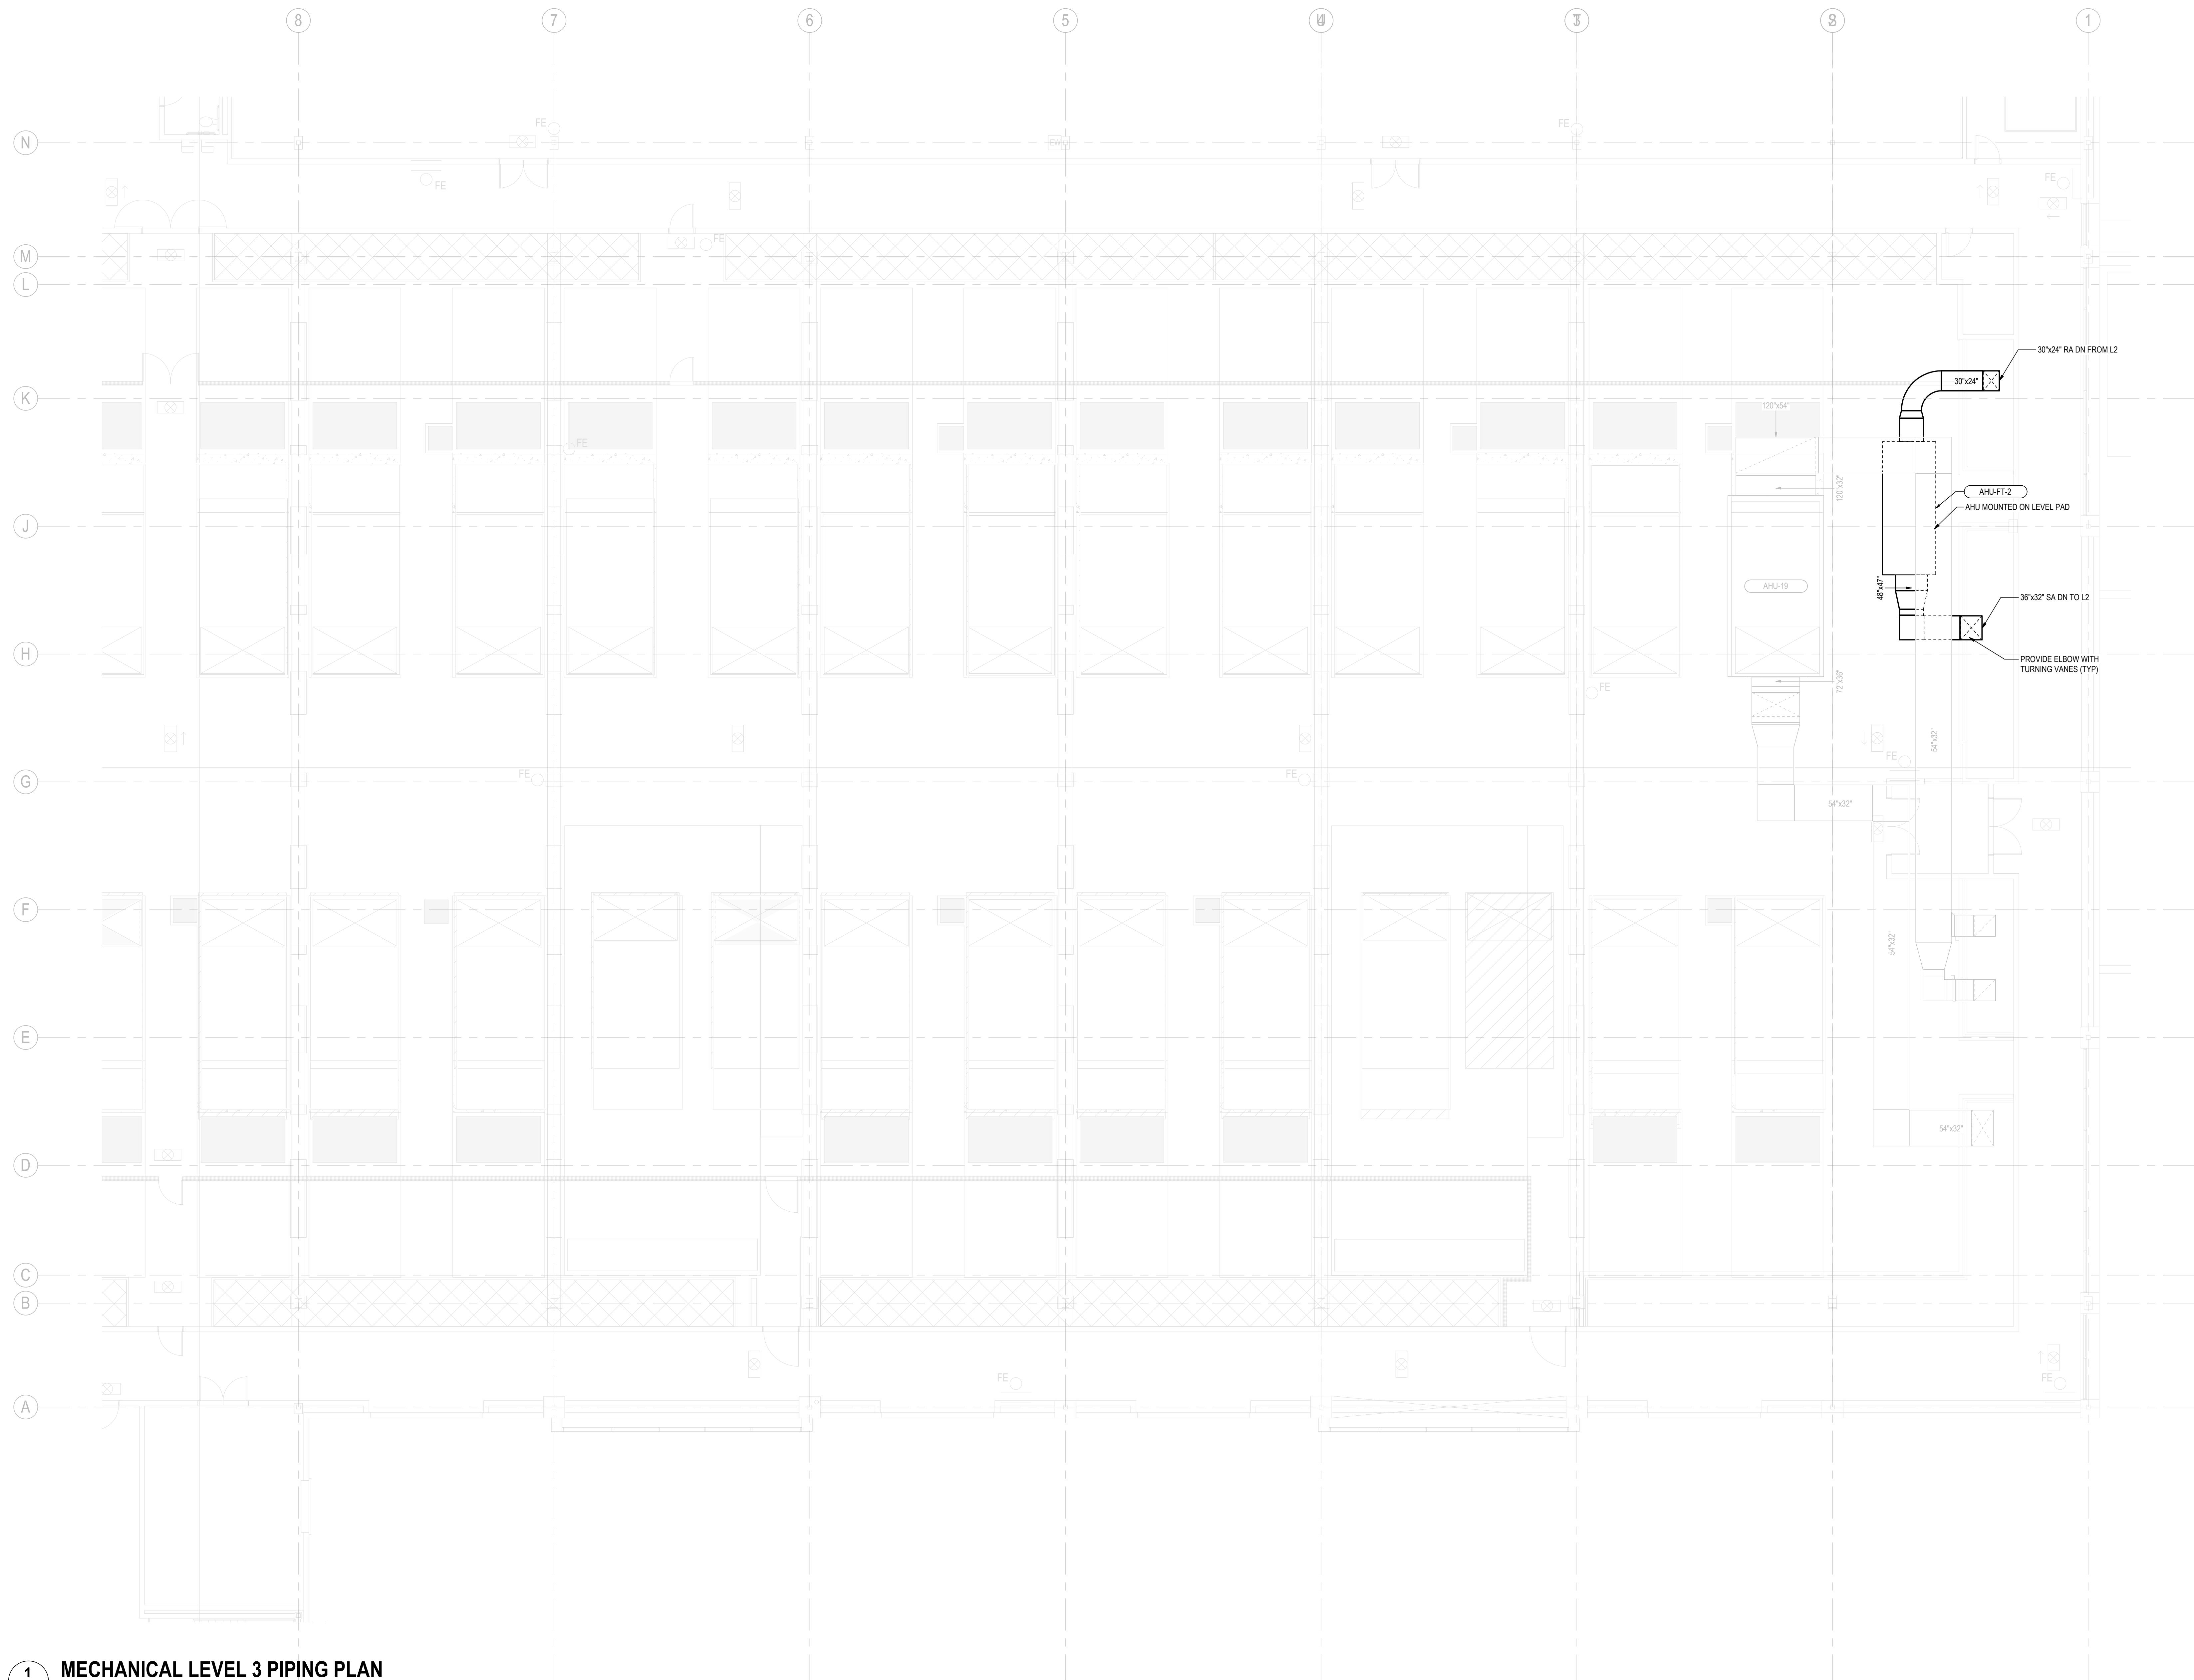 8
7
6
5
3
2
1
N
FE
EW
FE
FE
FE
M
FE
L
30"x24" RA DN FROM L2
30"x24"
K
120"x54"
FE
120"x32"
AHU-FT-2
AHU MOUNTED ON LEVEL PAD
J
AHU-19
48"x47"
36"x32" SA DN TO L2
H
PROVIDE ELBOW WITH
TURNING VANES (TYP)
72"x36"
FE
54"x32"
FE
G
FE
FE
54"x32"
F
54"x32"
E
54"x32"
D
C
B
FE
FE
A
1
MECHANICAL LEVEL 3 PIPING PLAN